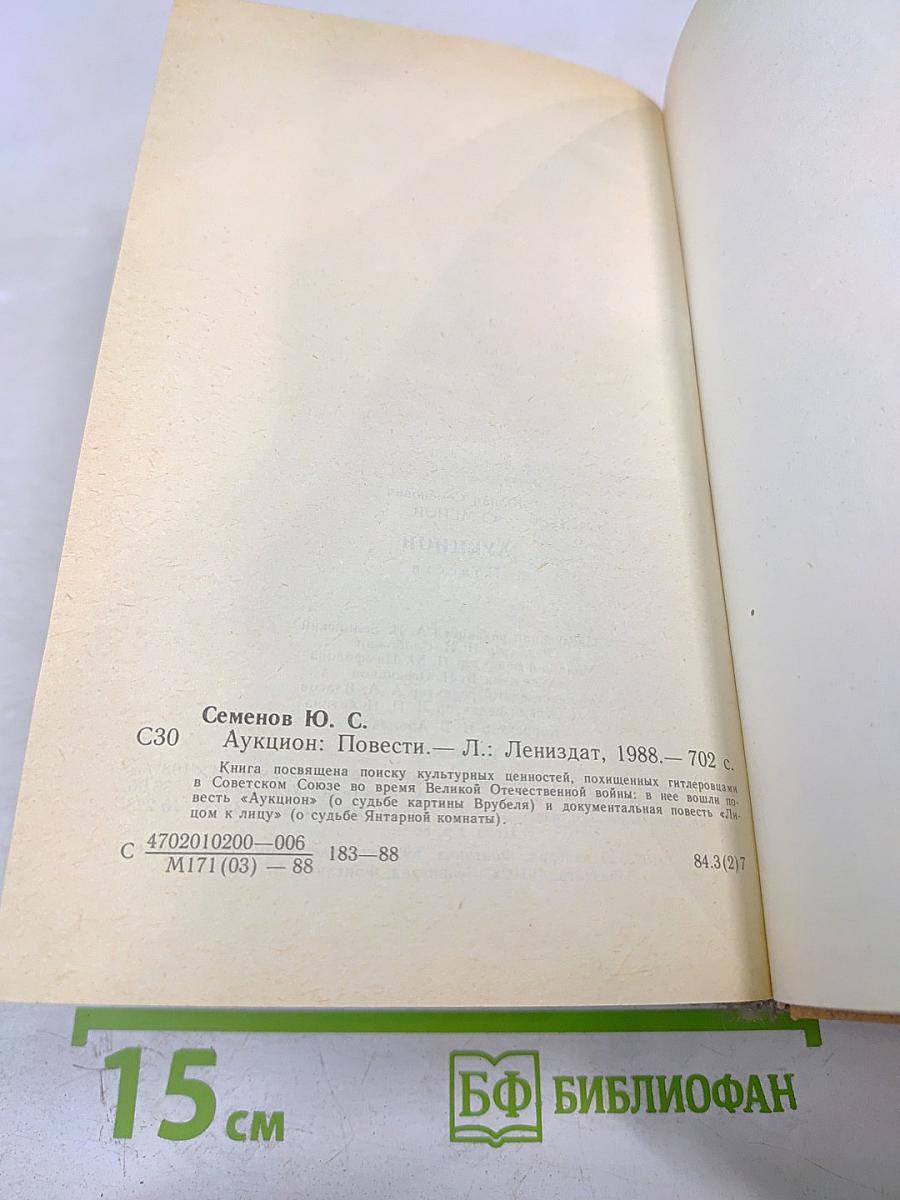 Семенов Ю. С.
С30 Аукцион: Повести.— Л.: Лениздат, 1988.— 702 с.
Книга посвящена поиску культурных ценностей, похищенных гитлеровцами
в Советском Союзе во время Великой Отечественной войны: в нее вошли по-
весть «Аукцион» (о судьбе картины Врубеля) и документальная повесть «Ли-
цом к лицу» (о судьбе Янтарной комнаты).
С 4702010200—006 183—88 84.3(2)7
М171(03) — 88
15 см
БФ БИБЛИОФАН